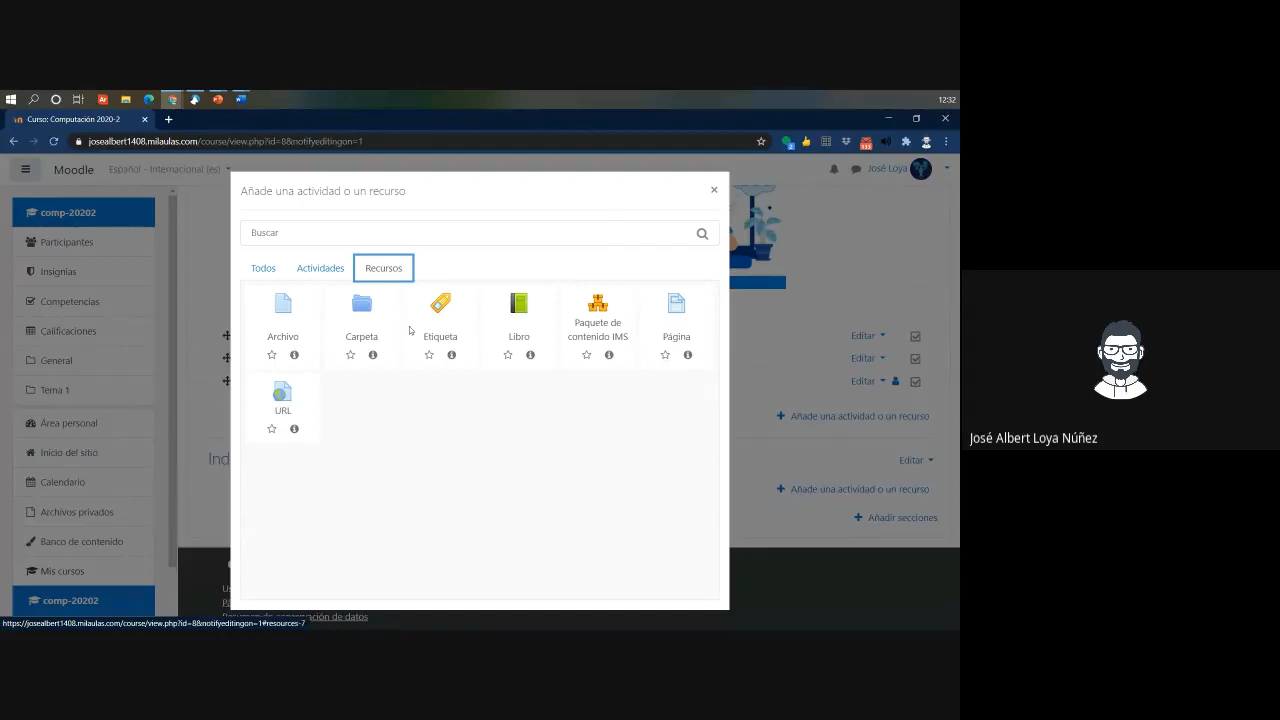 12:32
Curso: Computación 2020-2
josealbert1408.milaulas.com/course/view.php?id=8&notifyeditingon=1
Moodle
Español - Internacional (es)
José Loya
comp-20202
Participantes
Insignias
Competencias
Calificaciones
General
Tema 1
Área personal
Inicio del sitio
Calendario
Archivos privados
Banco de contenido
Mis cursos
comp-20202
Añade una actividad o un recurso
Buscar
Todos
Actividades
Recursos
Archivo
Carpeta
Etiqueta
Libro
Paquete de
contenido IMS
Página
URL
Editar
Editar
Editar
Añade una actividad o un recurso
Editar
Añade una actividad o un recurso
Añadir secciones
https://josealbert1408.milaulas.com/course/view.php?id=8&notifyeditingon=1#resources-7
José Albert Loya Núñez